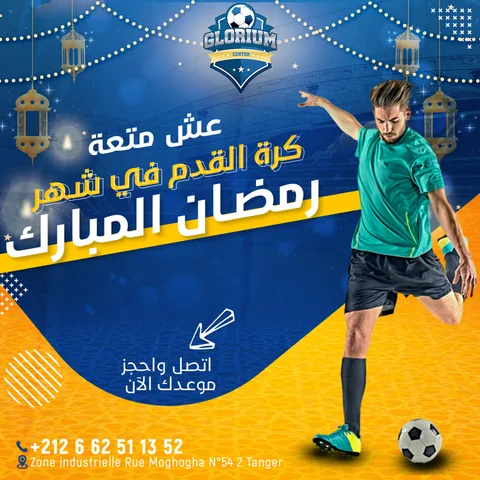 GLORIUM
CENTER
عش متعة
كرة القدم في شهر
رمضان المبارك
اتصل واحجز
موعدك الآن
+212 6 62 51 13 52
Zone industrielle Rue Moghogha N°54 2 Tanger